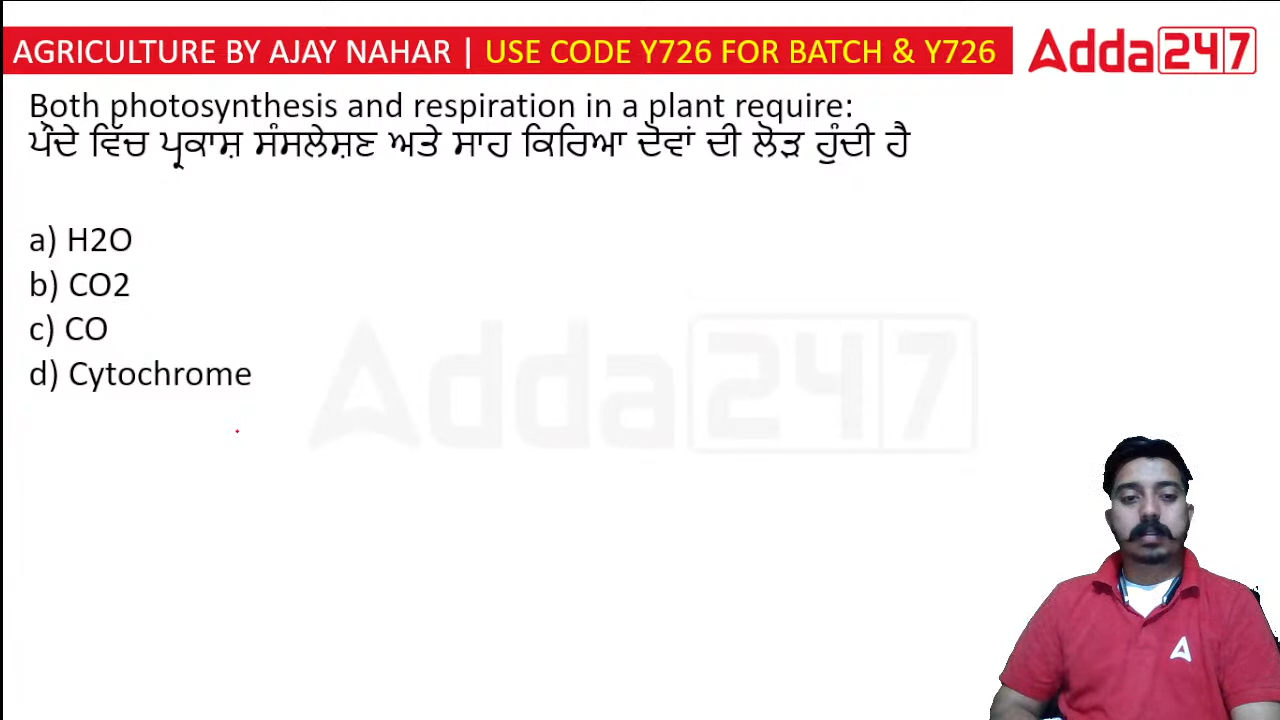 AGRICULTURE BY AJAY NAHAR | USE CODE Y726 FOR BATCH & Y726
Adda247
Both photosynthesis and respiration in a plant require:
ਪੌਦੇ ਵਿੱਚ ਪ੍ਰਕਾਸ਼ ਸੰਸਲੇਸ਼ਣ ਅਤੇ ਸਾਹ ਕਿਰਿਆ ਦੋਵਾਂ ਦੀ ਲੋੜ ਹੁੰਦੀ ਹੈ
a) H2O
b) CO2
c) CO
d) Cytochrome
Adda247